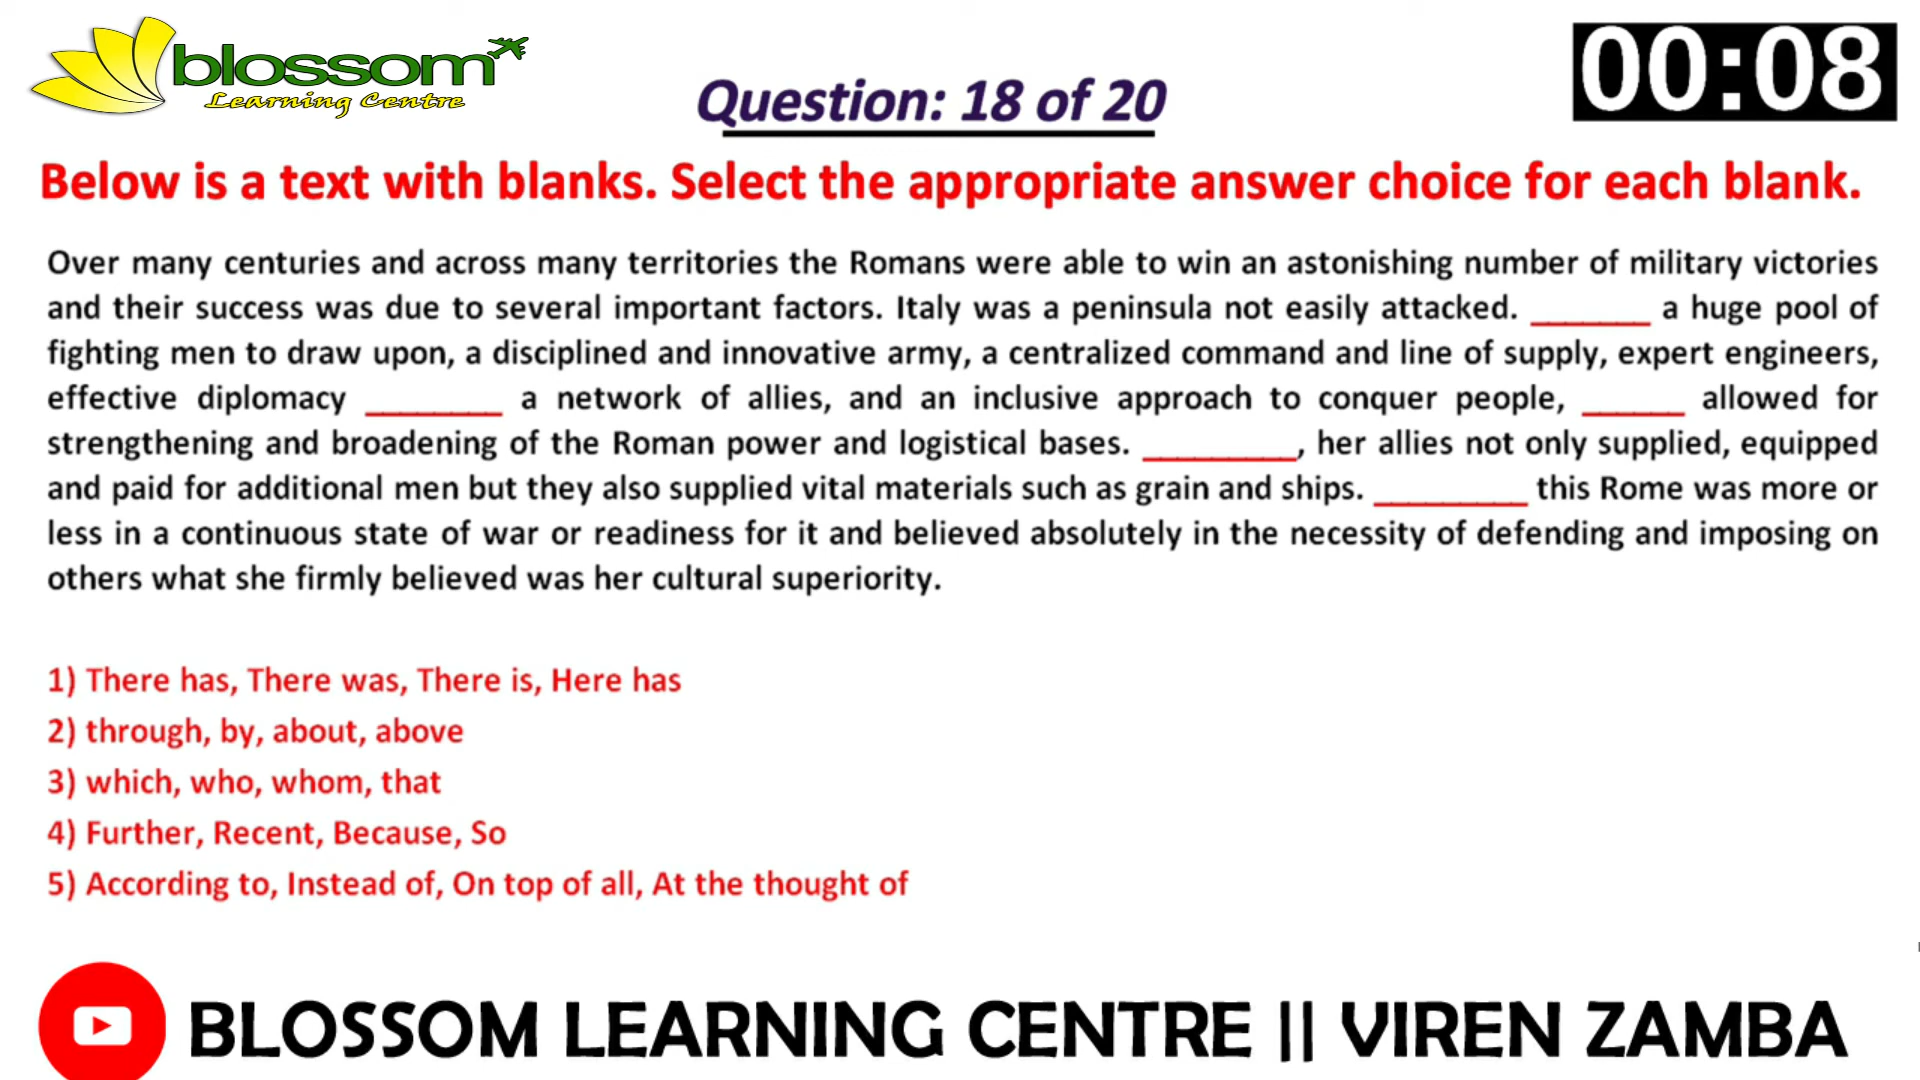 blossom
Learning Centre
00:08
Question: 18 of 20
Below is a text with blanks. Select the appropriate answer choice for each blank.
Over many centuries and across many territories the Romans were able to win an astonishing number of military victories
and their success was due to several important factors. Italy was a peninsula not easily attacked. _______ a huge pool of
fighting men to draw upon, a disciplined and innovative army, a centralized command and line of supply, expert engineers,
effective diplomacy ________ a network of allies, and an inclusive approach to conquer people, ______ allowed for
strengthening and broadening of the Roman power and logistical bases. _________, her allies not only supplied, equipped
and paid for additional men but they also supplied vital materials such as grain and ships. _________ this Rome was more or
less in a continuous state of war or readiness for it and believed absolutely in the necessity of defending and imposing on
others what she firmly believed was her cultural superiority.
1) There has, There was, There is, Here has
2) through, by, about, above
3) which, who, whom, that
4) Further, Recent, Because, So
5) According to, Instead of, On top of all, At the thought of
BLOSSOM LEARNING CENTRE || VIREN ZAMBA